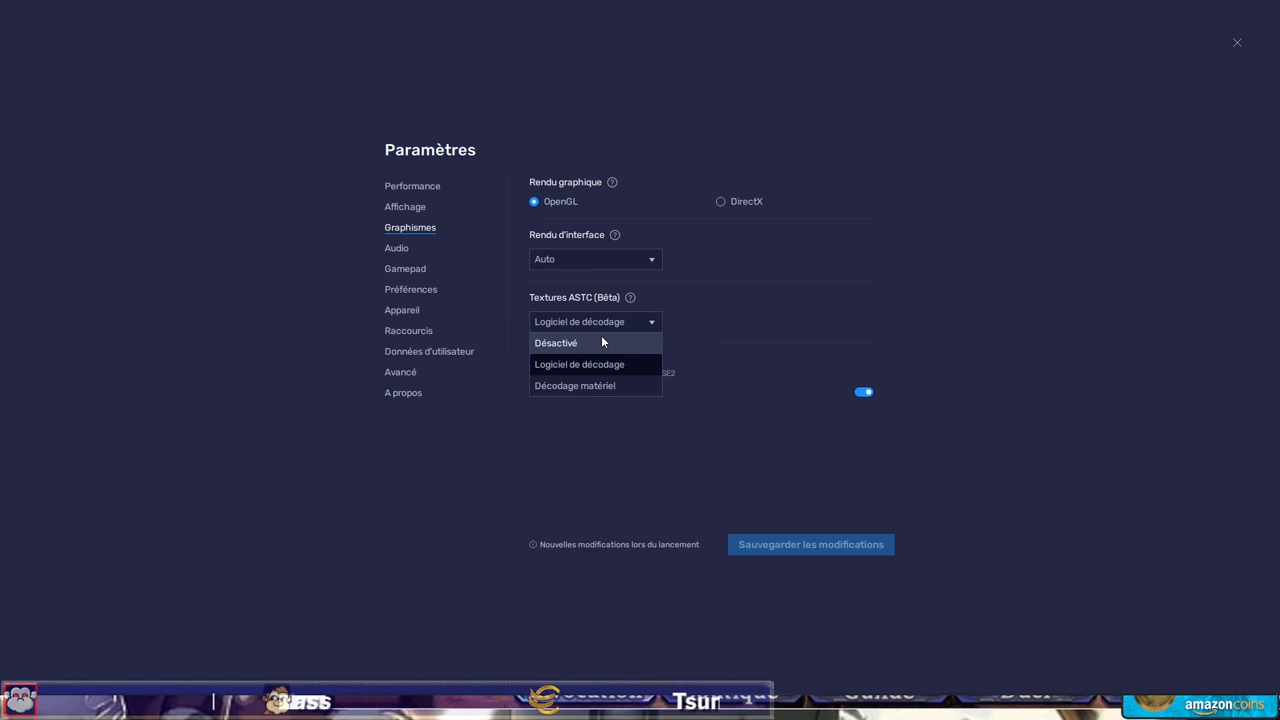 Paramètres
Performance
Affichage
Graphismes
Audio
Gamepad
Préférences
Appareil
Raccourcis
Données d'utilisateur
Avancé
A propos
Rendu graphique
OpenGL
DirectX
Rendu d'interface
Auto
Textures ASTC (Bêta)
Logiciel de décodage
Désactivé
Logiciel de décodage
Décodage matériel
Nouvelles modifications lors du lancement
Sauvegarder les modifications
amazoncoins